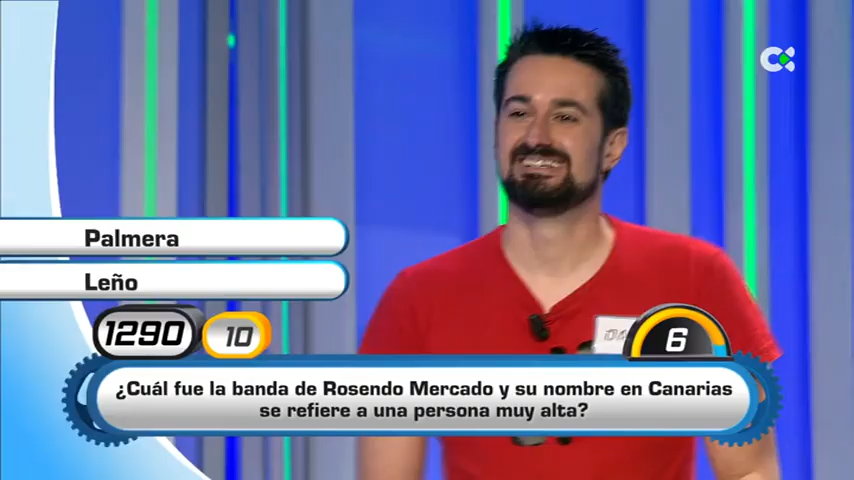 Palmera
Leño
1290
10
6
¿Cuál fue la banda de Rosendo Mercado y su nombre en Canarias
se refiere a una persona muy alta?